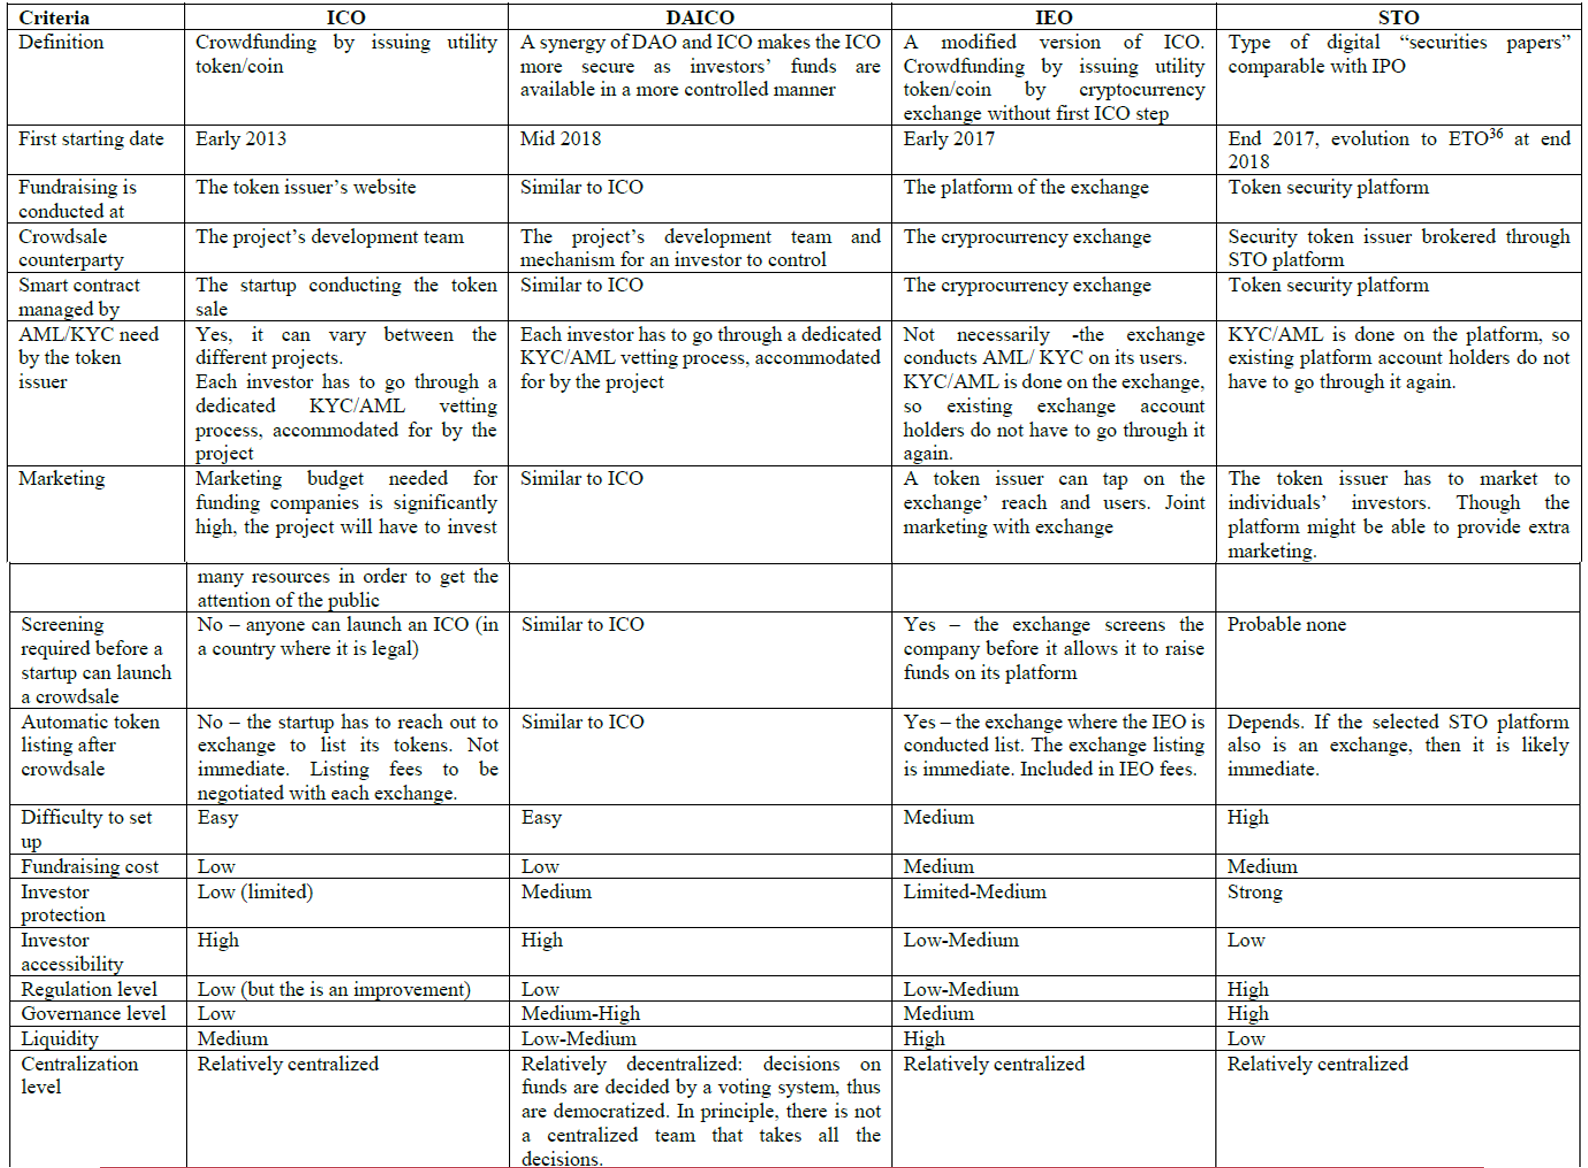 Criteria ICO DAICO IEO STO
Definition
Crowdfunding by issuing utility
token/coin
A synergy of DAO and ICO makes the ICO
more secure as investors’ funds are
available in a more controlled manner
A modified version of ICO.
Crowdfunding by issuing utility
token/coin by cryptocurrency
exchange without first ICO step
Type of digital “securities papers”
comparable with IPO
First starting date
Early 2013
Mid 2018
Early 2017
End 2017, evolution to ETO36 at end
2018
Fundraising is
conducted at
The token issuer’s website
Similar to ICO
The platform of the exchange
Token security platform
Crowdsale
counterparty
The project’s development team
The project’s development team and
mechanism for an investor to control
The cryprocurrency exchange
Security token issuer brokered through
STO platform
Smart contract
managed by
The startup conducting the token
sale
Similar to ICO
The cryprocurrency exchange
Token security platform
AML/KYC need
by the token
issuer
Yes, it can vary between the
different projects.
Each investor has to go through a
dedicated KYC/AML vetting
process, accommodated for by the
project
Each investor has to go through a dedicated
KYC/AML vetting process, accommodated
for by the project
Not necessarily -the exchange
conducts AML/ KYC on its users.
KYC/AML is done on the exchange,
so existing exchange account
holders do not have to go through it
again.
KYC/AML is done on the platform, so
existing platform account holders do not
have to go through it again.
Marketing
Marketing budget needed for
funding companies is significantly
high, the project will have to invest
Similar to ICO
A token issuer can tap on the
exchange’ reach and users. Joint
marketing with exchange
The token issuer has to market to
individuals’ investors. Though the
platform might be able to provide extra
marketing.
many resources in order to get the
attention of the public
Screening
required before a
startup can launch
a crowdsale
No – anyone can launch an ICO (in
a country where it is legal)
Similar to ICO
Yes – the exchange screens the
company before it allows it to raise
funds on its platform
Probable none
Automatic token
listing after
crowdsale
No – the startup has to reach out to
exchange to list its tokens. Not
immediate. Listing fees to be
negotiated with each exchange.
Similar to ICO
Yes – the exchange where the IEO is
conducted list. The exchange listing
is immediate. Included in IEO fees.
Depends. If the selected STO platform
also is an exchange, then it is likely
immediate.
Difficulty to set
up
Easy
Easy
Medium
High
Fundraising cost
Low
Low
Medium
Medium
Investor
protection
Low (limited)
Medium
Limited-Medium
Strong
Investor
accessibility
High
High
Low-Medium
Low
Regulation level
Low (but the is an improvement)
Low
Low-Medium
High
Governance level
Low
Medium-High
Medium
High
Liquidity
Medium
Low-Medium
High
Low
Centralization
level
Relatively centralized
Relatively decentralized: decisions on
funds are decided by a voting system, thus
are democratized. In principle, there is not
a centralized team that takes all the
decisions.
Relatively centralized
Relatively centralized